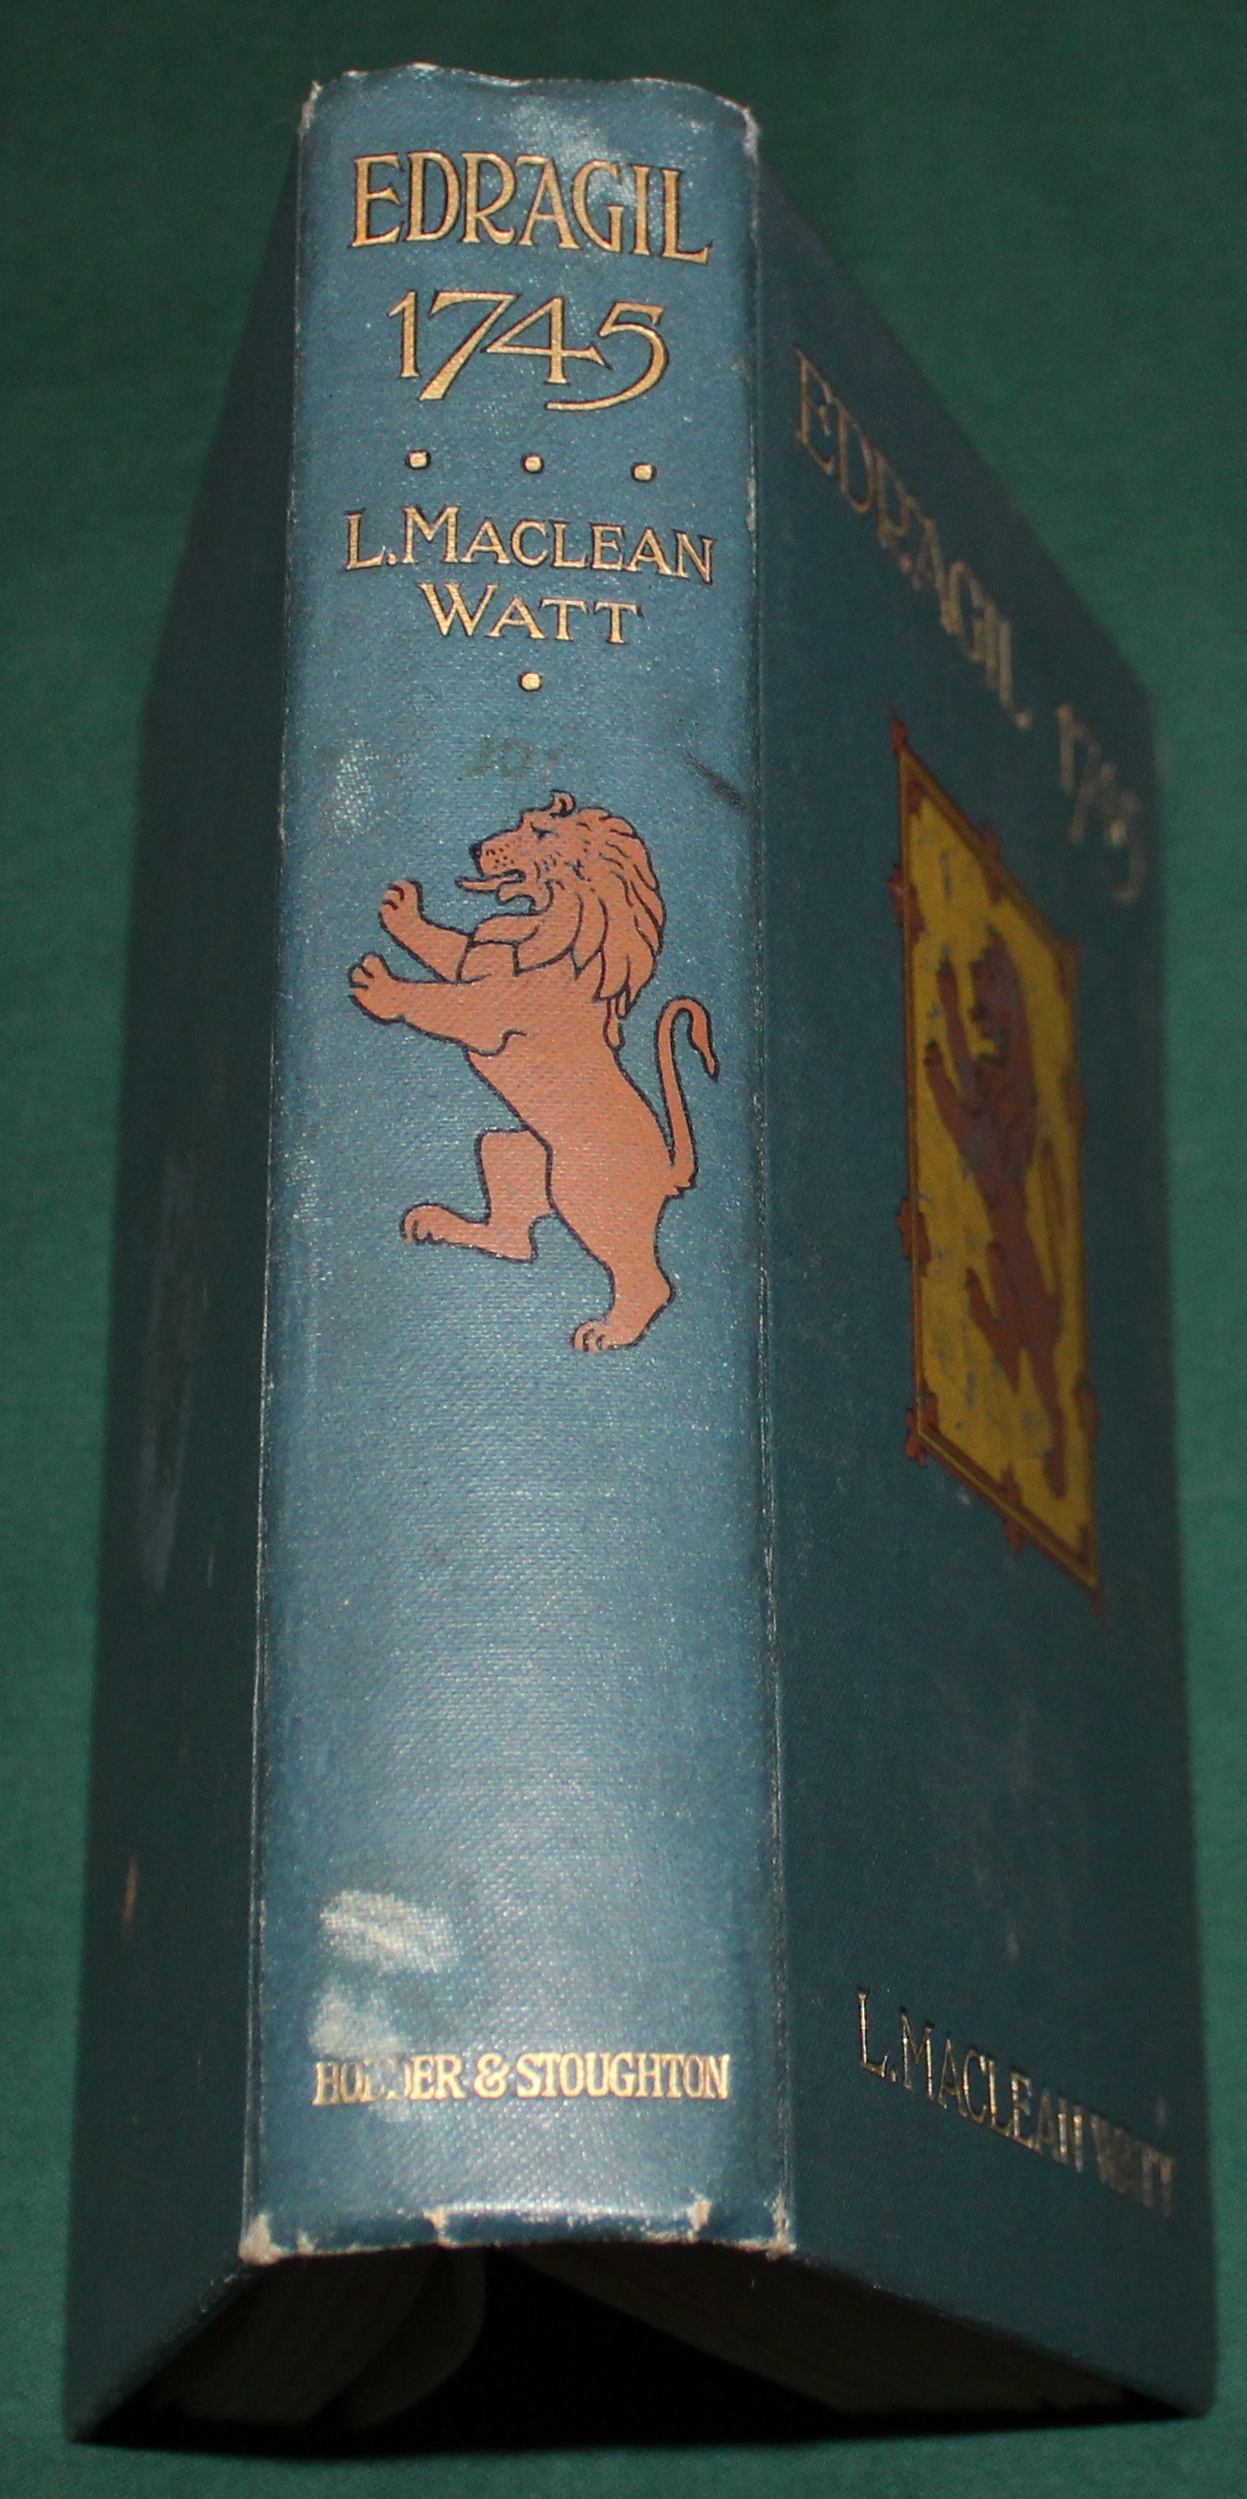 EDRAGIL
1745
L. MACLEAN
WATT
HODDER & STOUGHTON
EDRAGIL 1745
L. MACLEAN WATT